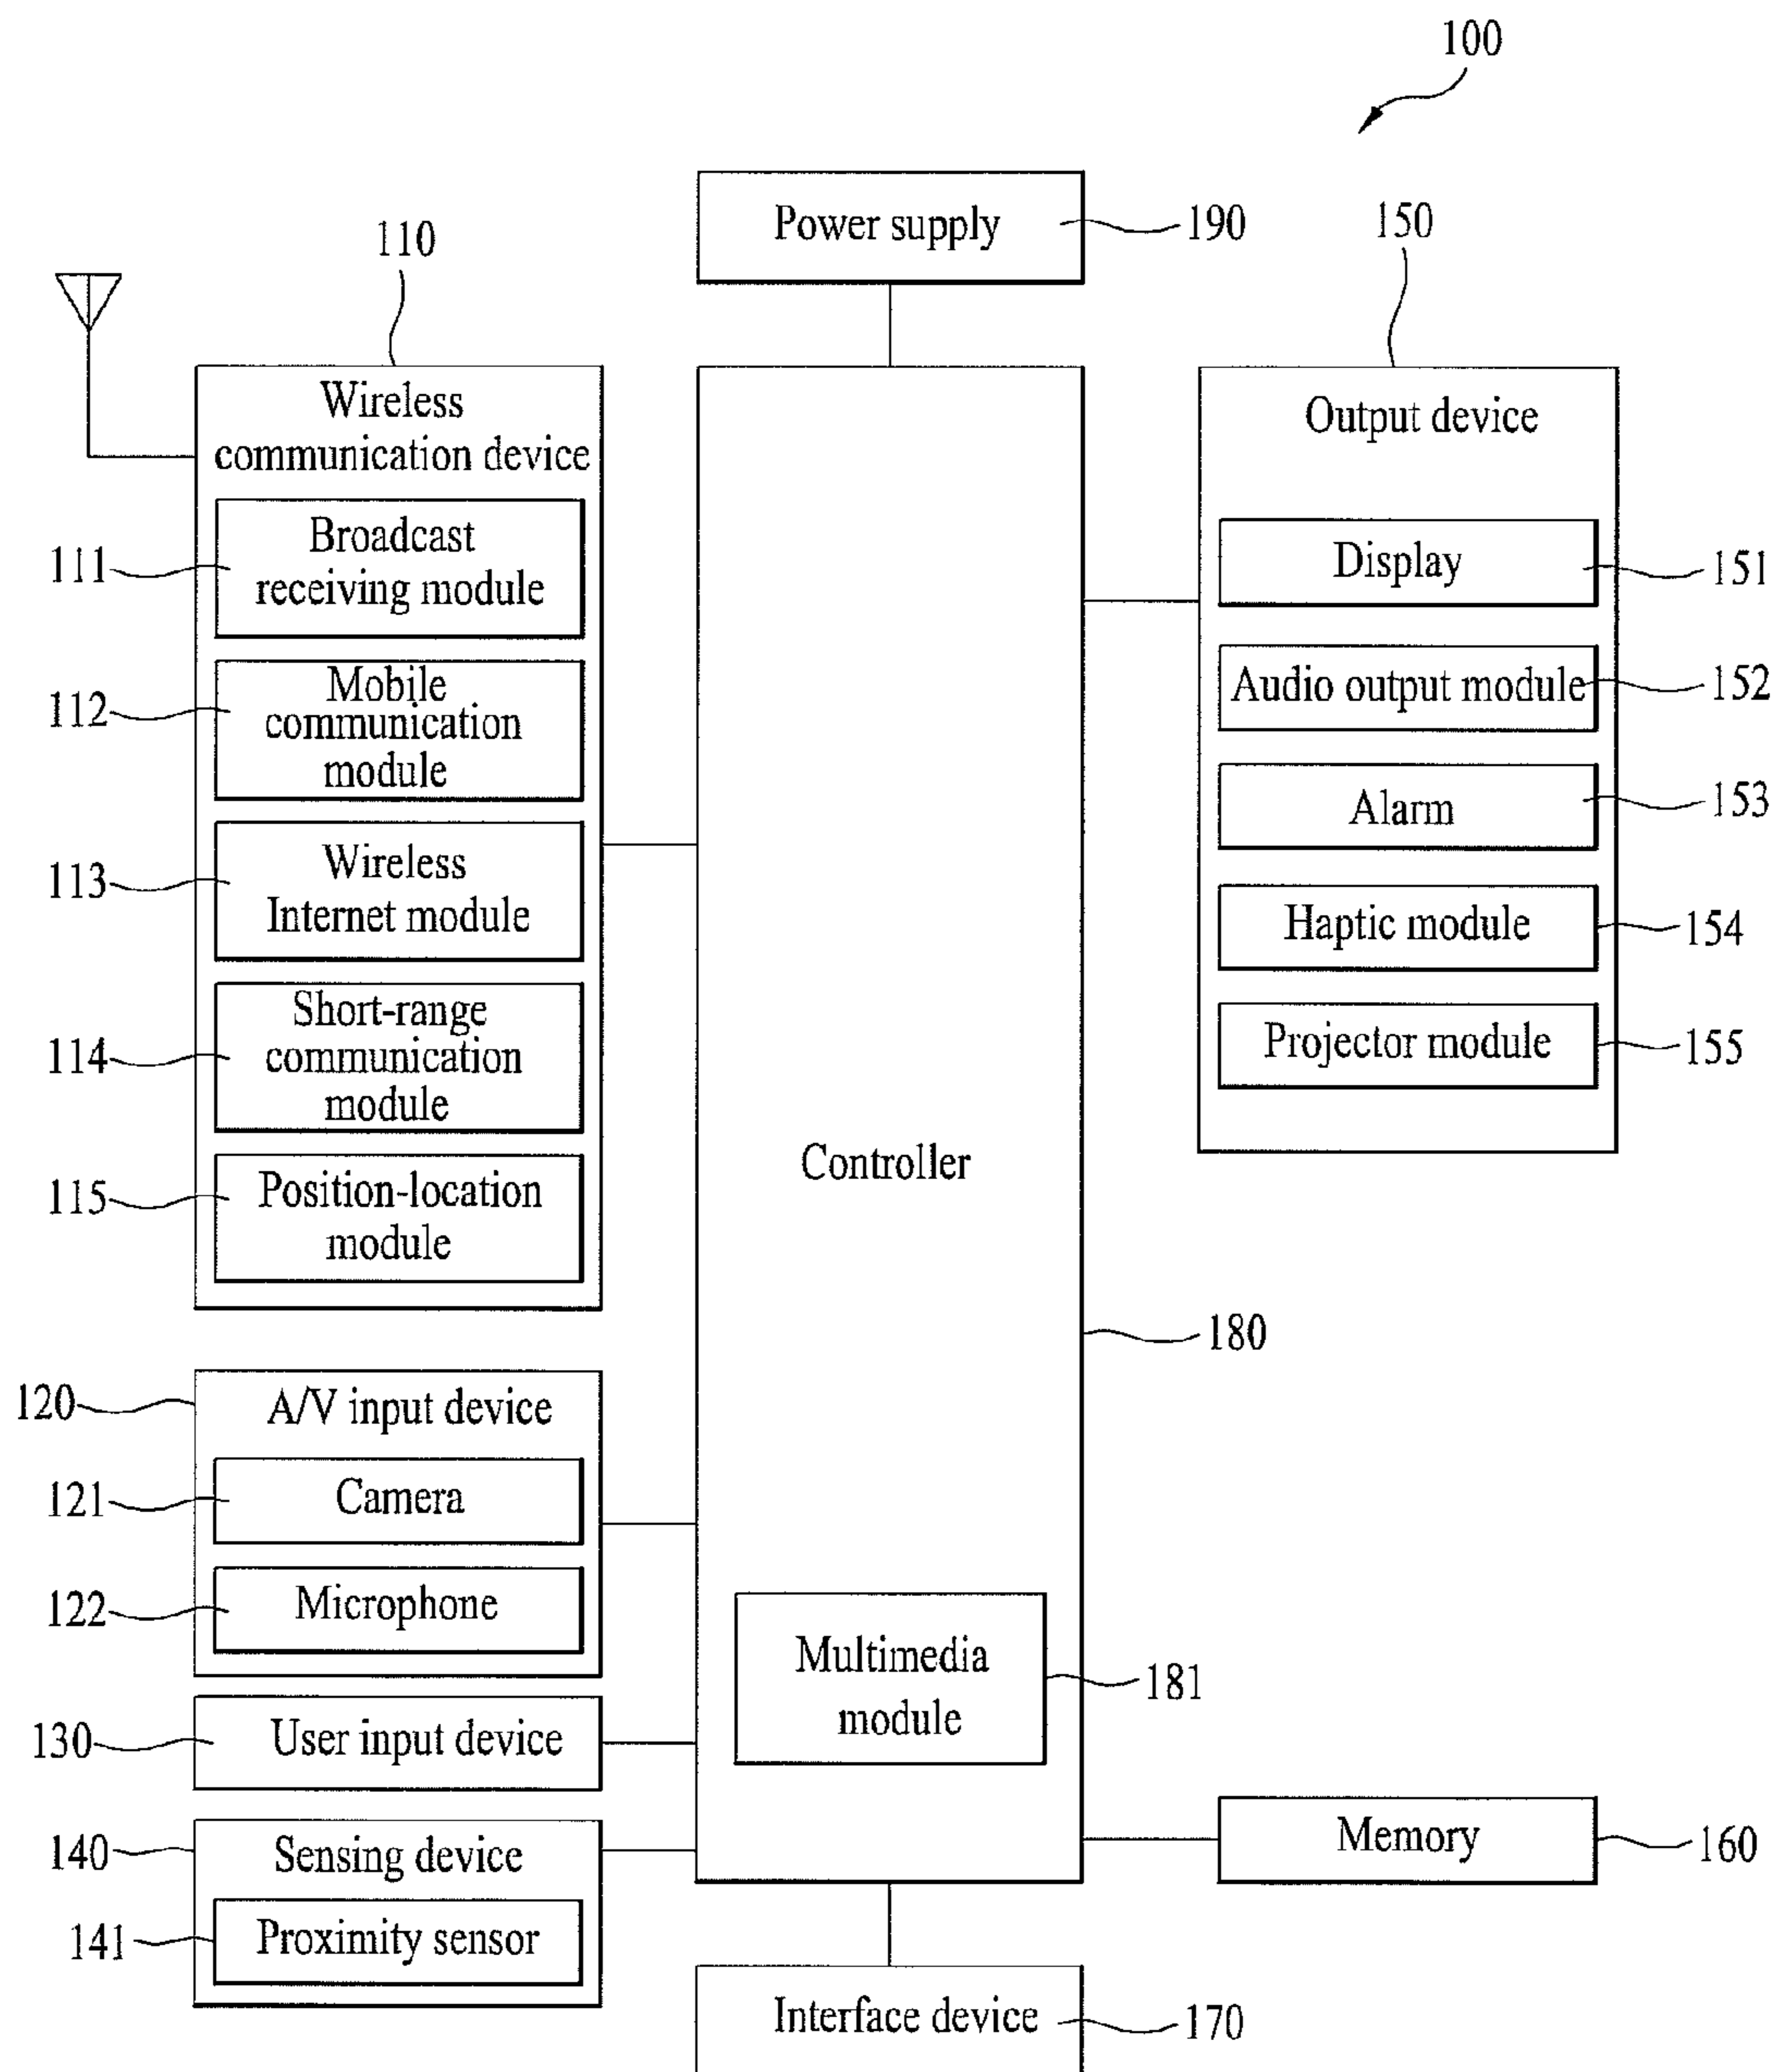 100
Power supply
190
110
150
Wireless
communication device
Broadcast
receiving module
111
Mobile
communication
module
112
Wireless
Internet module
113
Short-range
communication
module
114
Position-location
module
115
Output device
Display
151
Audio output module
152
Alarm
153
Haptic module
154
Projector module
155
Controller
180
120
A/V input device
121
Camera
122
Microphone
Multimedia
module
181
130
User input device
140
Sensing device
141
Proximity sensor
Memory
160
Interface device
170